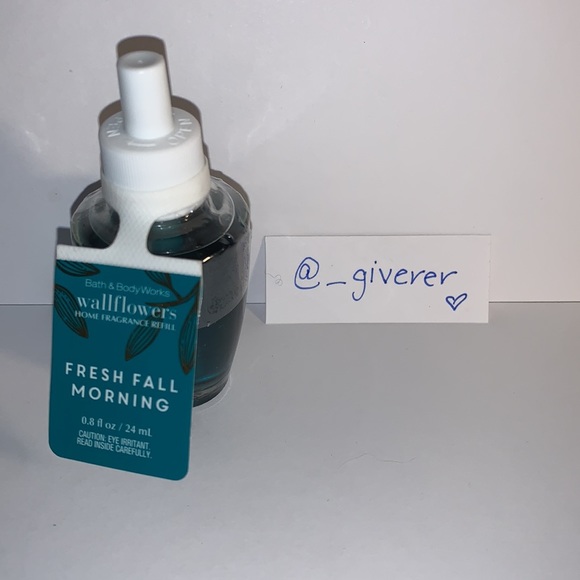 Bath & Body Works
wallflowers
HOME FRAGRANCE REFILL
FRESH FALL
MORNING
0.8 fl oz / 24 mL
CAUTION: EYE IRRITANT.
READ INSIDE CAREFULLY.
@_giverer